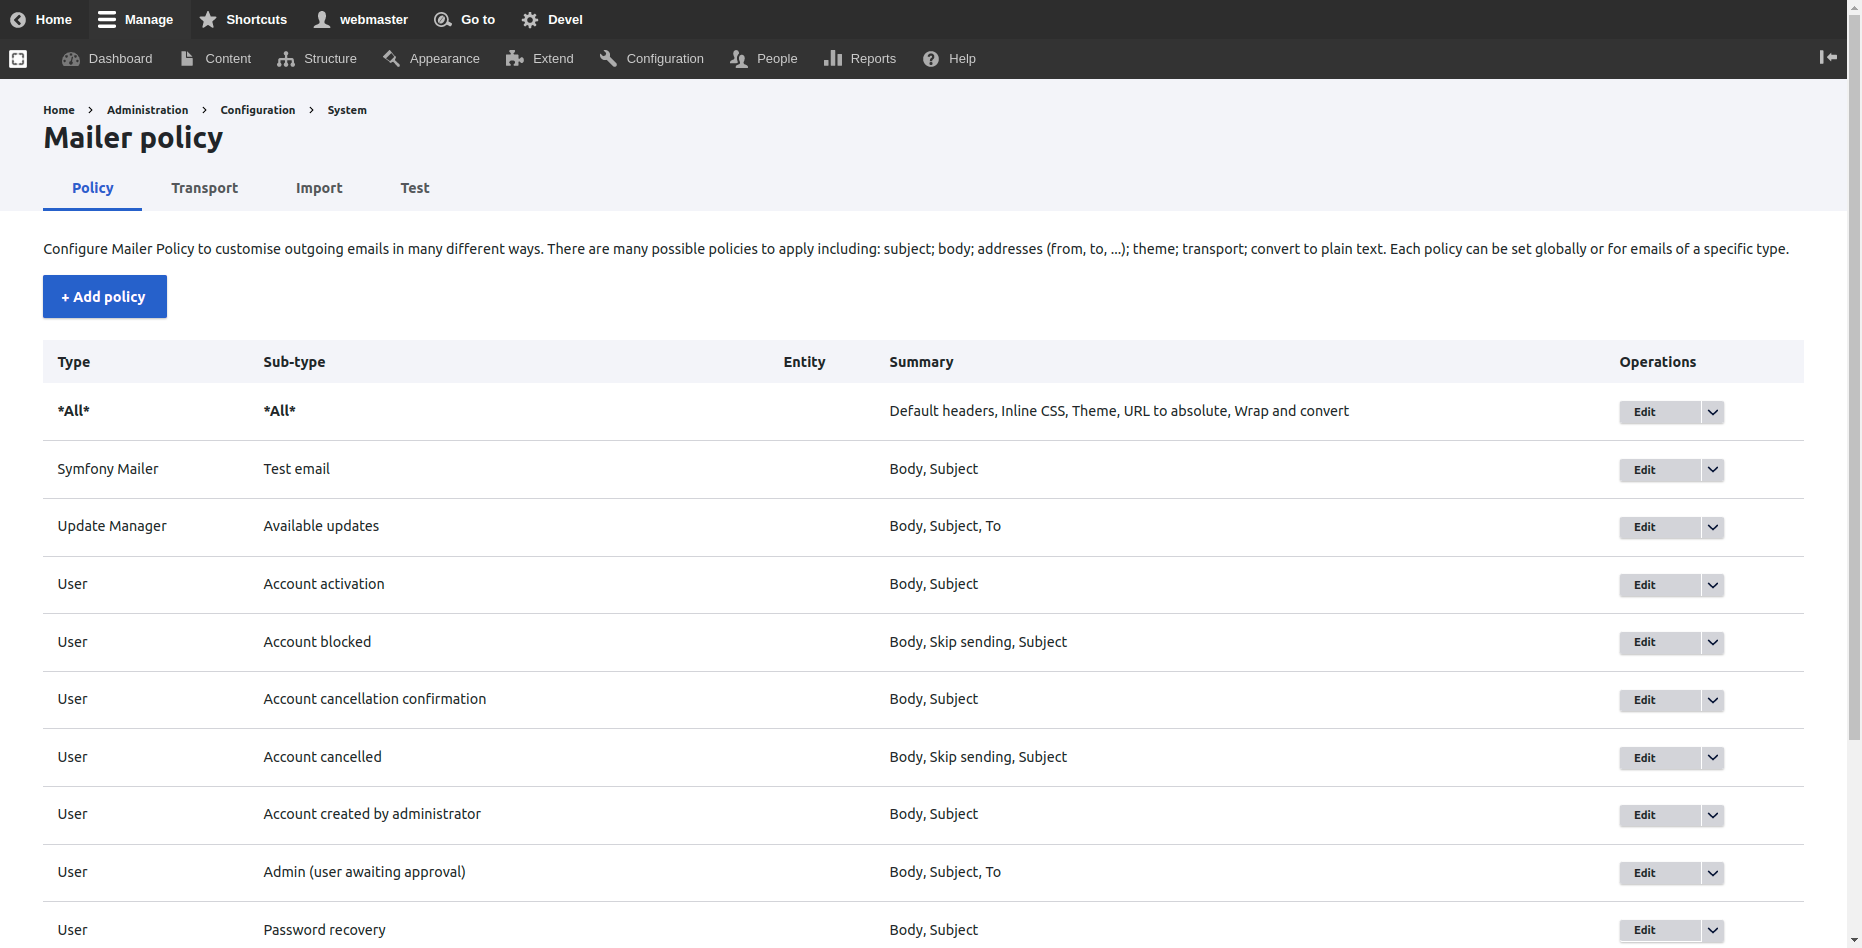 Home Manage Shortcuts webmaster Go to Devel
Dashboard Content Structure Appearance Extend Configuration People Reports Help
Home > Administration > Configuration > System
Mailer policy
Policy Transport Import Test
Configure Mailer Policy to customise outgoing emails in many different ways. There are many possible policies to apply including: subject; body; addresses (from, to, ...); theme; transport; convert to plain text. Each policy can be set globally or for emails of a specific type.
+ Add policy
Type Sub-type Entity Summary Operations
*All* *All* Default headers, Inline CSS, Theme, URL to absolute, Wrap and convert Edit
Symfony Mailer Test email Body, Subject Edit
Update Manager Available updates Body, Subject, To Edit
User Account activation Body, Subject Edit
User Account blocked Body, Skip sending, Subject Edit
User Account cancellation confirmation Body, Subject Edit
User Account cancelled Body, Skip sending, Subject Edit
User Account created by administrator Body, Subject Edit
User Admin (user awaiting approval) Body, Subject, To Edit
User Password recovery Body, Subject Edit